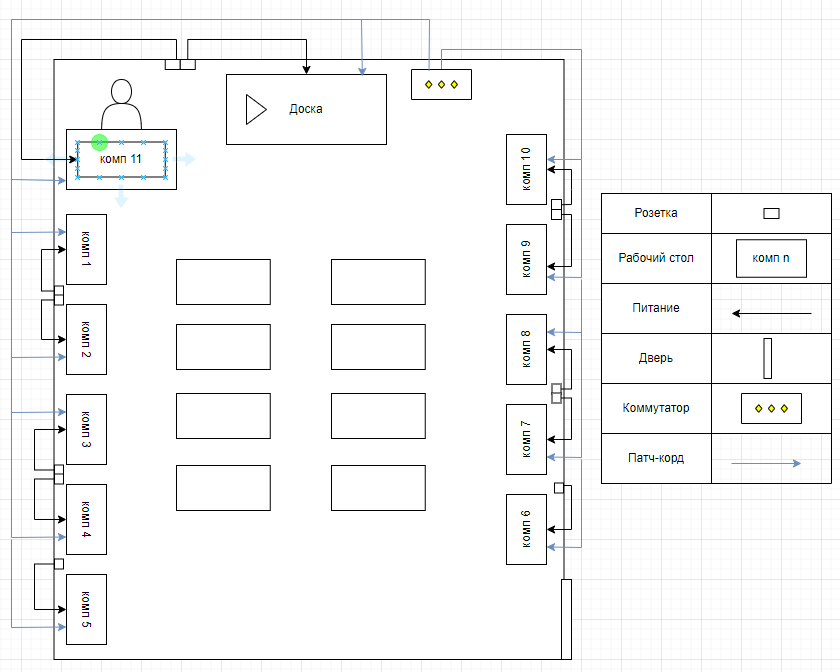 Доска
комп 11
комп 10
комп 1
комп 9
комп 2
комп 8
комп 3
комп 7
комп 4
комп 6
комп 5
Розетка
Рабочий стол
комп n
Питание
Дверь
Коммутатор
Патч-корд